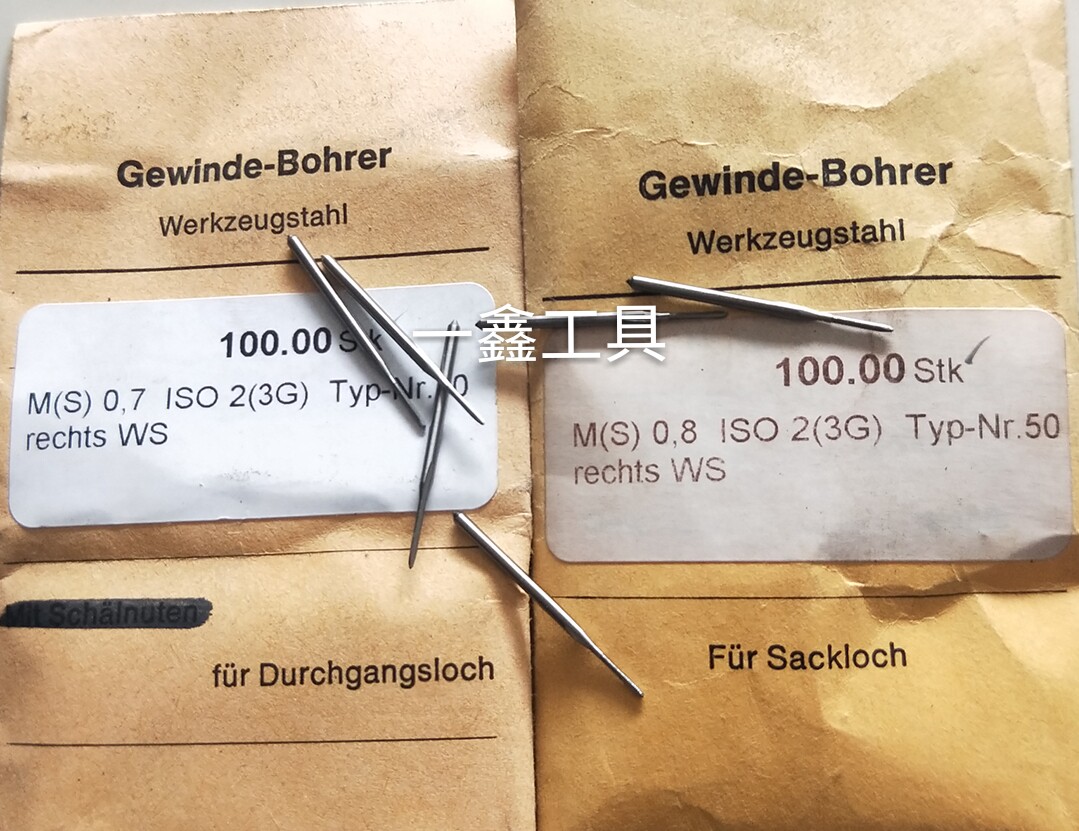 Gewinde-Bohrer
Werkzeugstahl
100.00 Stk
M(S) 0,7 ISO 2(3G) Typ-Nr.
rechts WS
Mit Schälnuten
für Durchgangsloch
Gewinde-Bohrer
Werkzeugstahl
100.00 Stk
M(S) 0,8 ISO 2(3G) Typ-Nr.50
rechts WS
Für Sackloch
一鑫工具